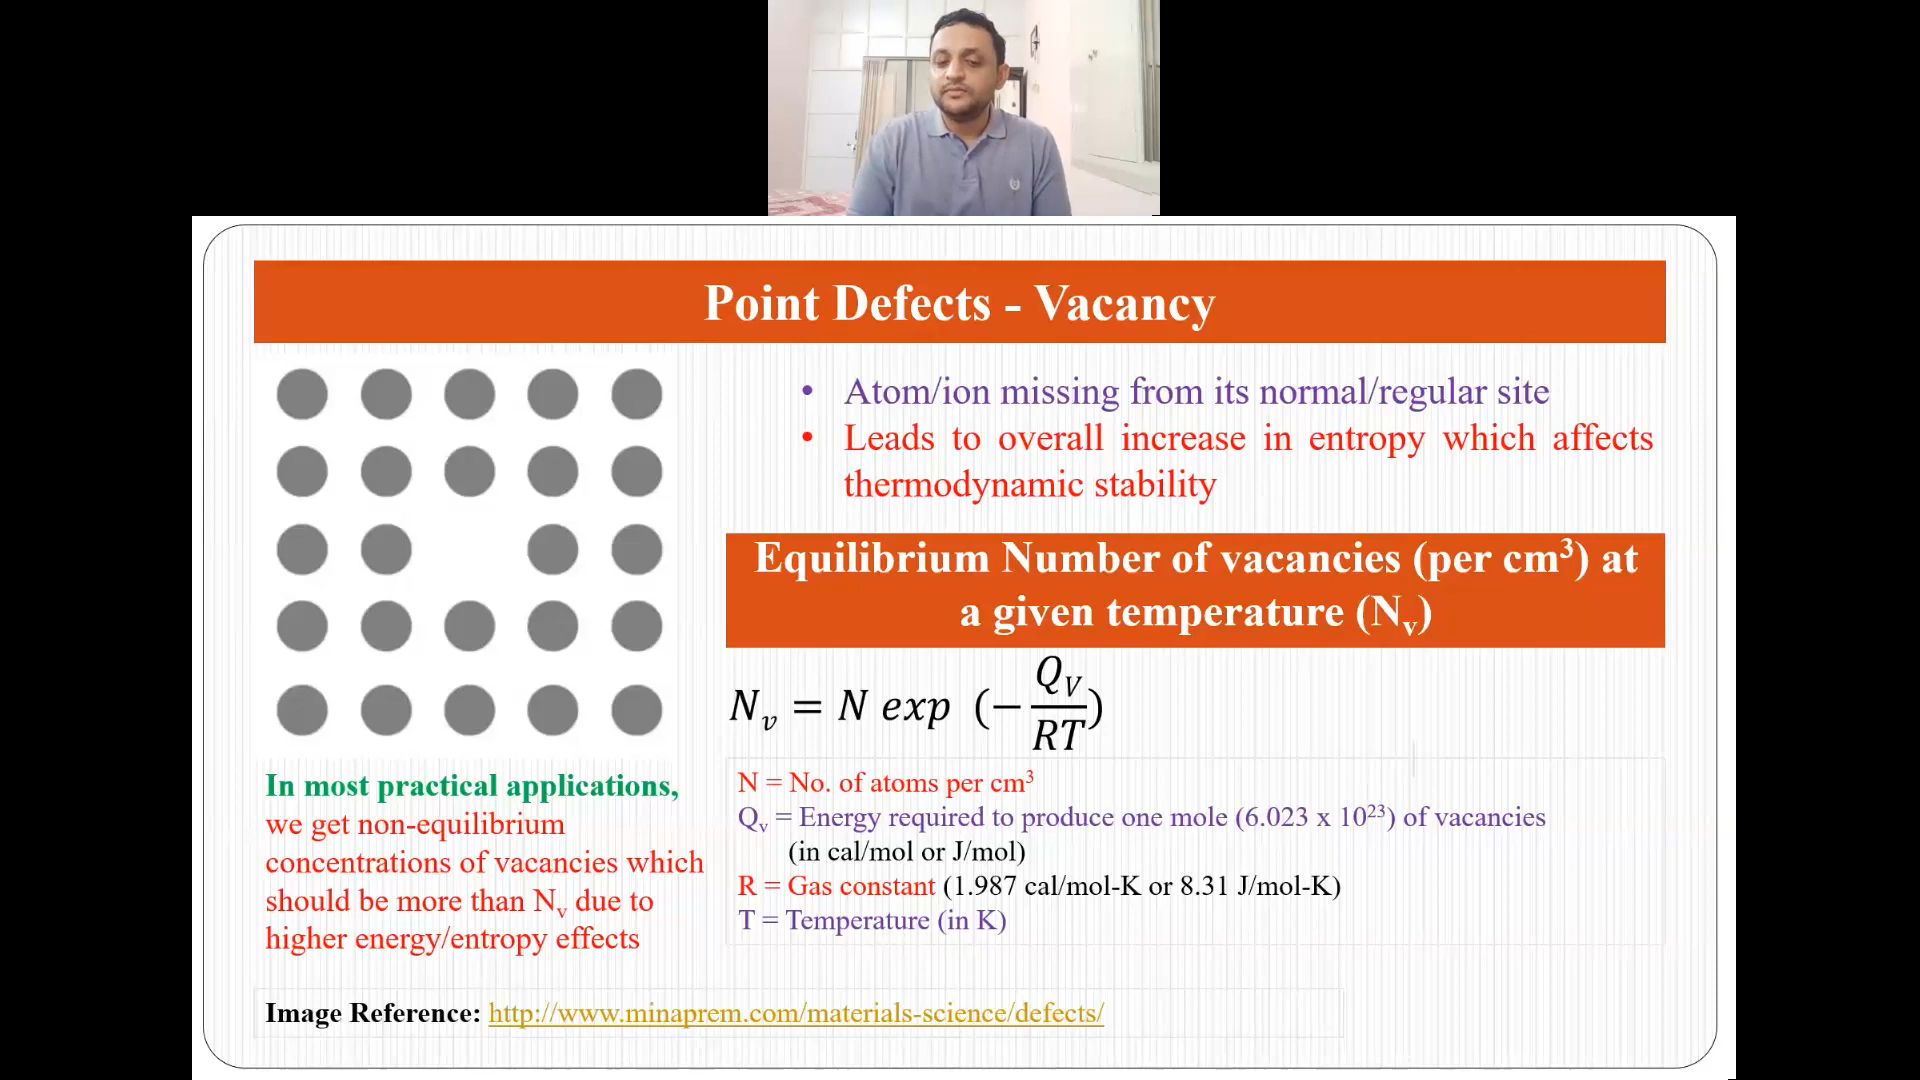 Point Defects - Vacancy
• Atom/ion missing from its normal/regular site
• Leads to overall increase in entropy which affects
thermodynamic stability
Equilibrium Number of vacancies (per cm³) at
a given temperature (Nᵥ)
Nᵥ = N exp (−Q_V/RT)
In most practical applications,
we get non-equilibrium
concentrations of vacancies which
should be more than Nᵥ due to
higher energy/entropy effects
N = No. of atoms per cm³
Qᵥ = Energy required to produce one mole (6.023 x 10²³) of vacancies
(in cal/mol or J/mol)
R = Gas constant (1.987 cal/mol-K or 8.31 J/mol-K)
T = Temperature (in K)
Image Reference: http://www.minaprem.com/materials-science/defects/